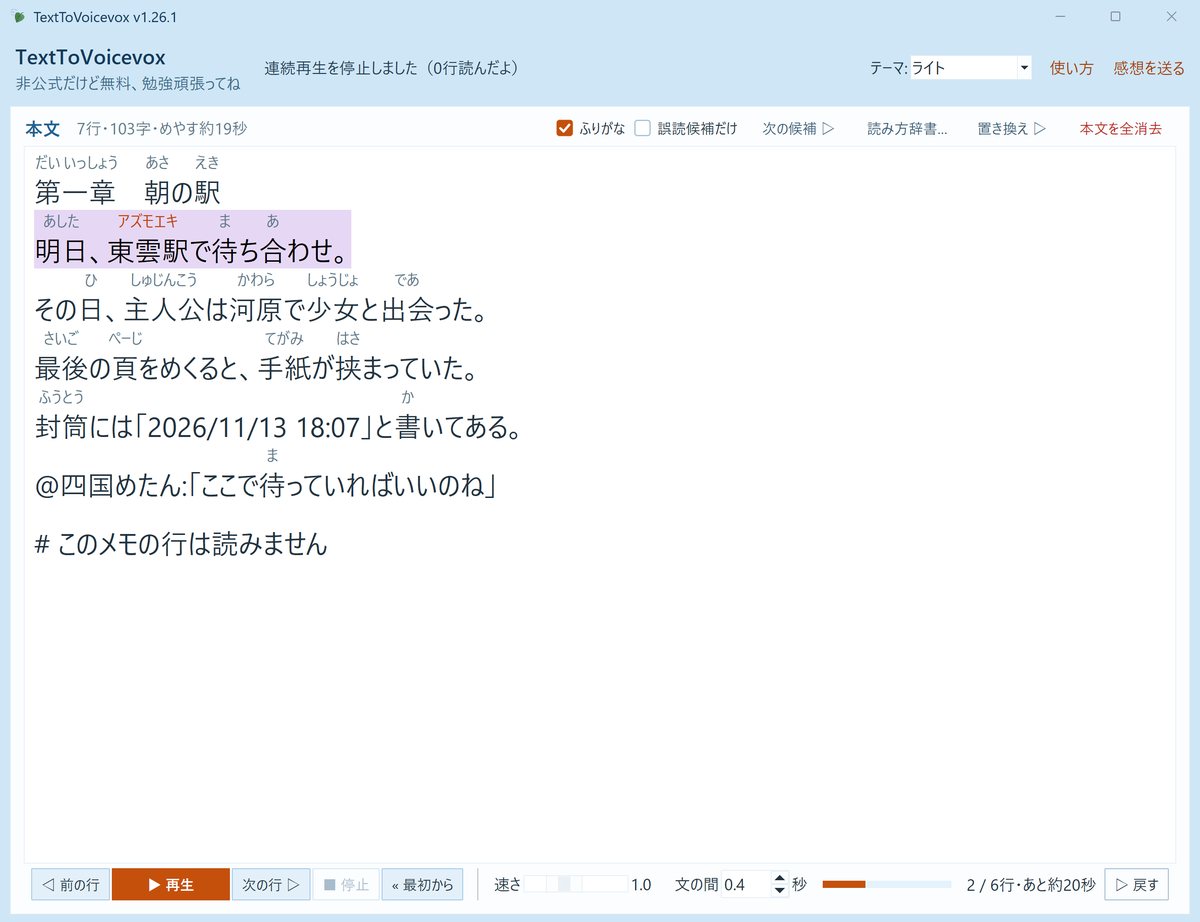 TextToVoicevox v1.26.1
TextToVoicevox
非公式だけど無料、勉強頑張ってね
連続再生を停止しました（0行読んだよ）
テーマ: ライト
使い方
感想を送る
本文 7行・103字・めやす約19秒
ふりがな
誤読候補だけ
次の候補 ▷
読み方辞書...
置き換え ▷
本文を全消去
だい いっしょう あさ えき
第一章　朝の駅
あした アズモエキ ま あ
明日、東雲駅で待ち合わせ。
ひ しゅじんこう かわら しょうじょ であ
その日、主人公は河原で少女と出会った。
さいご ぺーじ てがみ はさ
最後の頁をめくると、手紙が挟まっていた。
ふうとう か
封筒には「2026/11/13 18:07」と書いてある。
ま
@四国めたん:「ここで待っていればいいのね」
# このメモの行は読みません
◁ 前の行
▶ 再生
次の行 ▷
■ 停止
« 最初から
速さ 1.0
文の間 0.4 秒
2 / 6行・あと約20秒
▷ 戻す